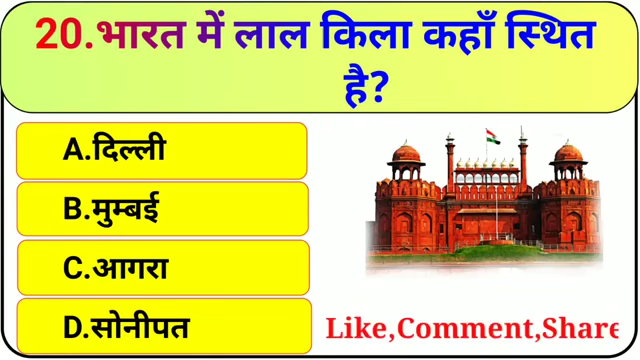 20.भारत में लाल किला कहाँ स्थित
है?
A.दिल्ली
B.मुम्बई
C.आगरा
D.सोनीपत
Like,Comment,Share